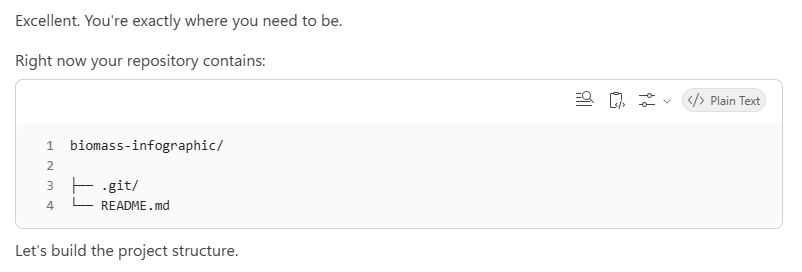 Excellent. You're exactly where you need to be.
Right now your repository contains:
</> Plain Text
1 biomass-infographic/
2
3 ├── .git/
4 └── README.md
Let's build the project structure.